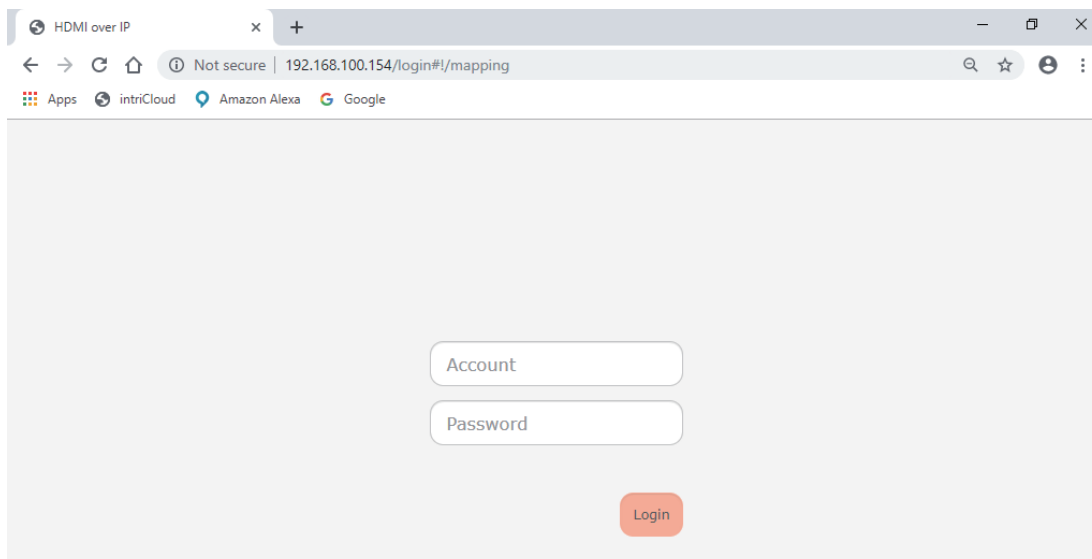 HDMI over IP
Not secure | 192.168.100.154/login#!/mapping
Apps intriCloud Amazon Alexa Google
Account
Password
Login